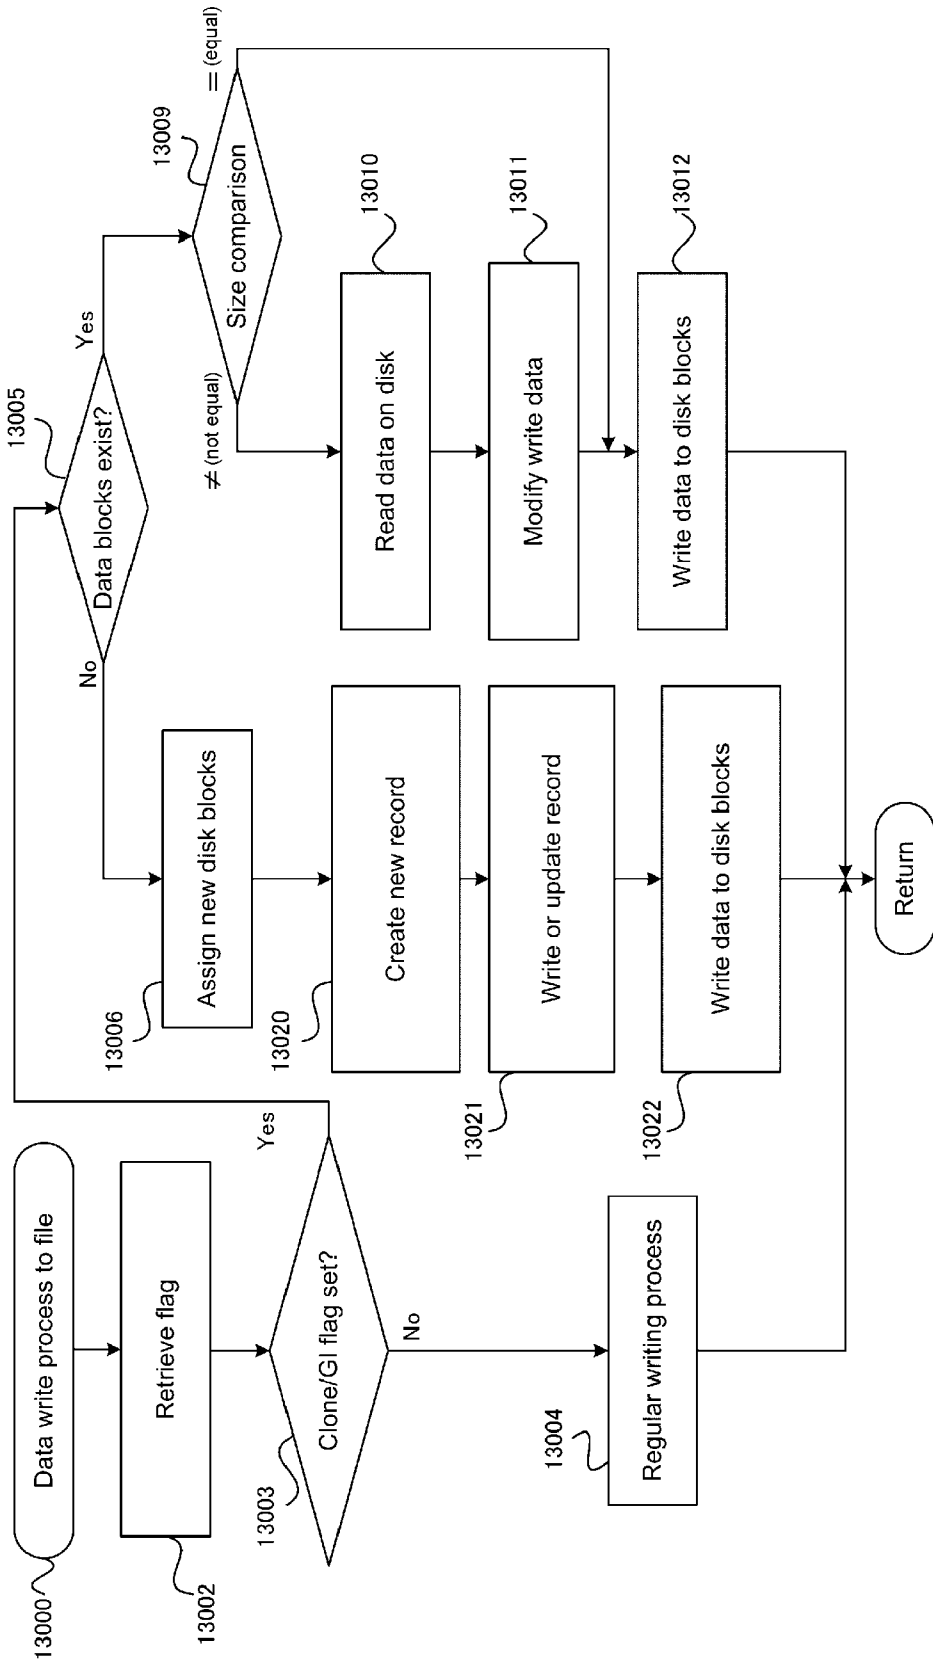 13000
Data write process to file
13002
Retrieve flag
13003
Clone/GI flag set?
Yes
No
13004
Regular writing process
13005
Data blocks exist?
No
Yes
13006
Assign new disk blocks
13020
Create new record
13021
Write or update record
13022
Write data to disk blocks
13009
Size comparison
≠ (not equal)
= (equal)
13010
Read data on disk
13011
Modify write data
13012
Write data to disk blocks
Return